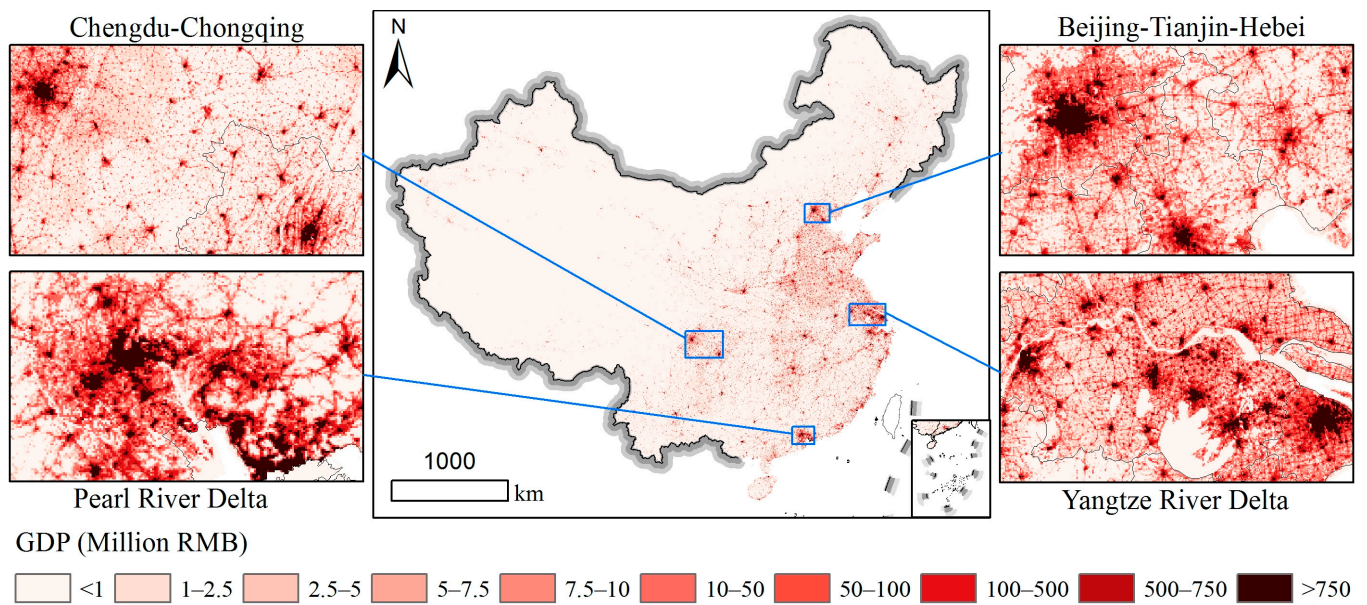 Chengdu-Chongqing
N
Beijing-Tianjin-Hebei
1000
km
Pearl River Delta
Yangtze River Delta
GDP (Million RMB)
<1 1–2.5 2.5–5 5–7.5 7.5–10 10–50 50–100 100–500 500–750 >750